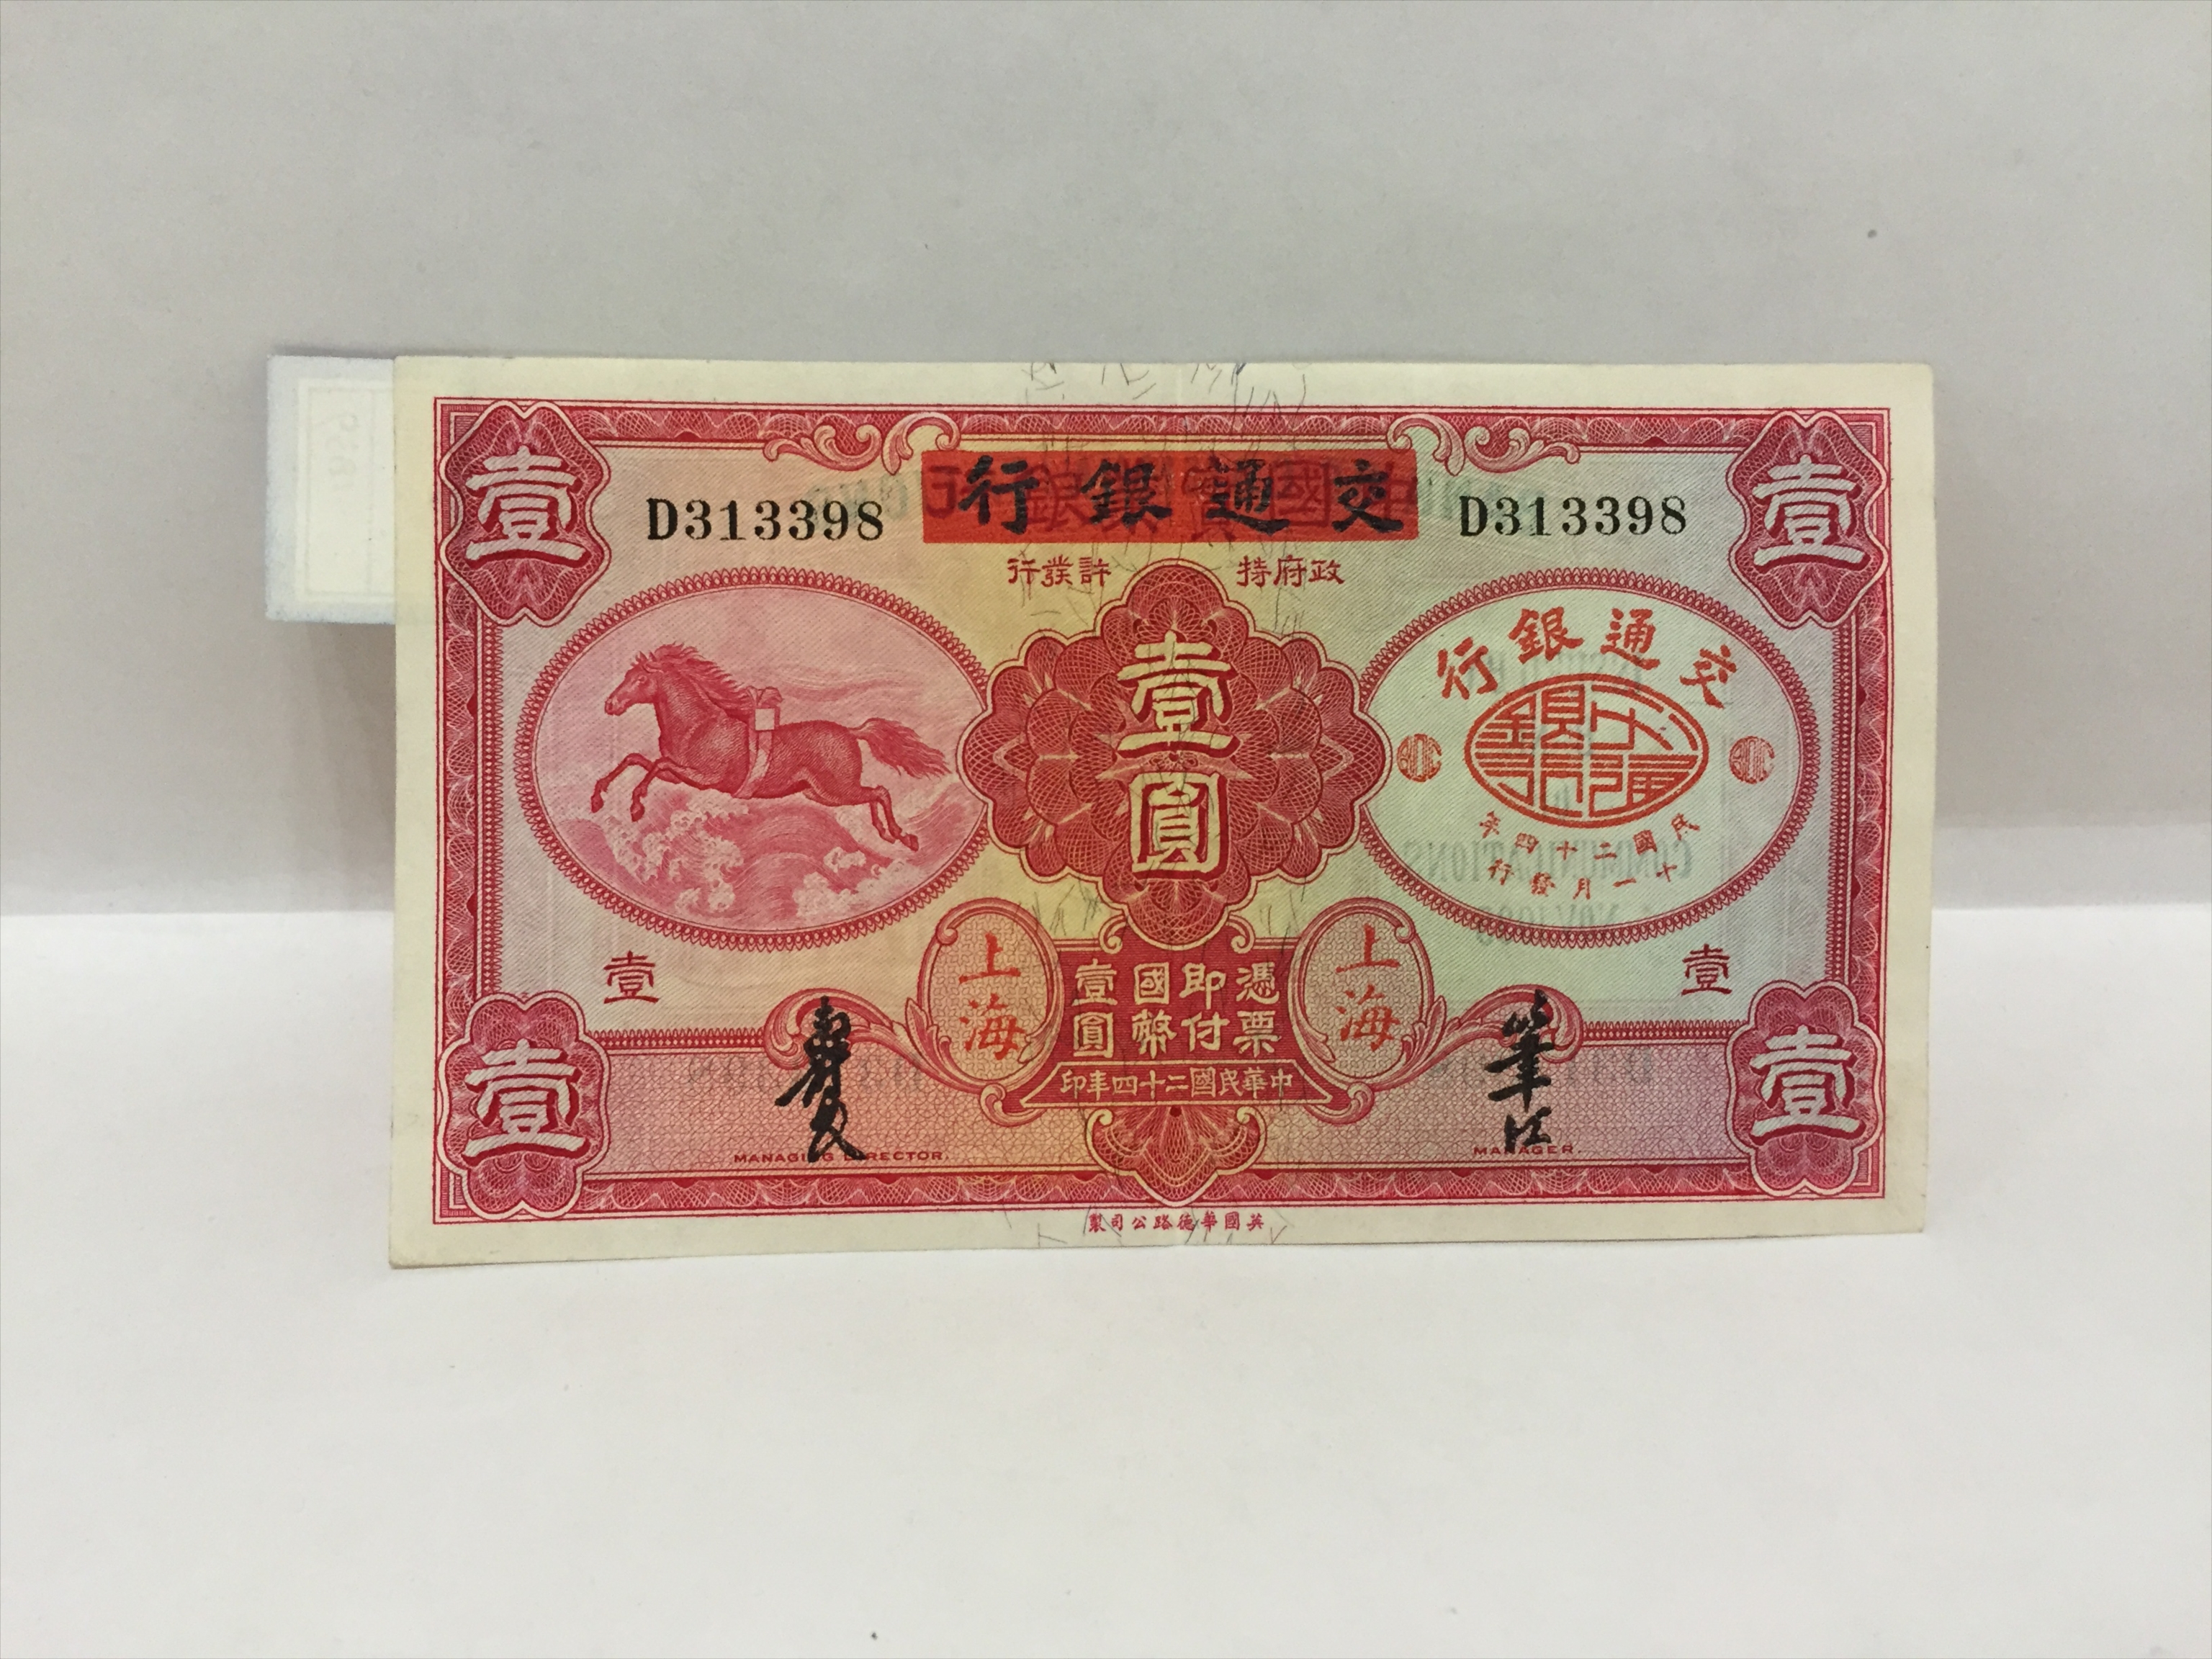 壹
壹
D313398
交通銀行
D313398
政府特許發行
壹圓
交通銀行
民國二十四年
十一月發行
壹
壹
上海
上海
憑票
即付
國幣
壹圓
中華民國二十四年印
MANAGING DIRECTOR
MANAGER.
壹
壹
英國華德路公司製